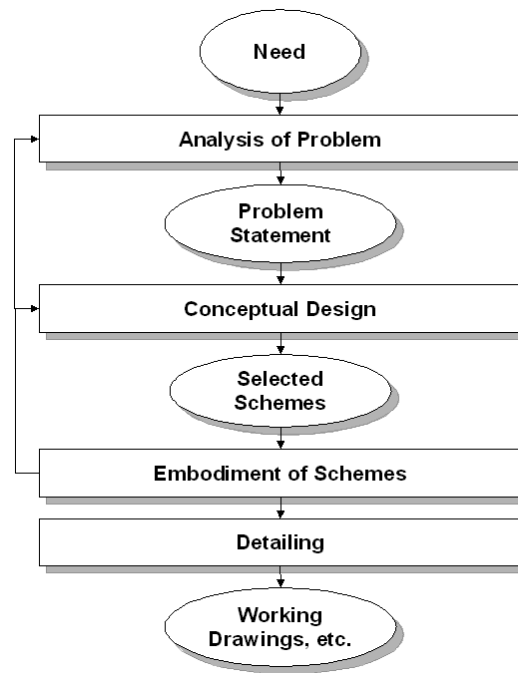 Need
Analysis of Problem
Problem
Statement
Conceptual Design
Selected
Schemes
Embodiment of Schemes
Detailing
Working
Drawings, etc.